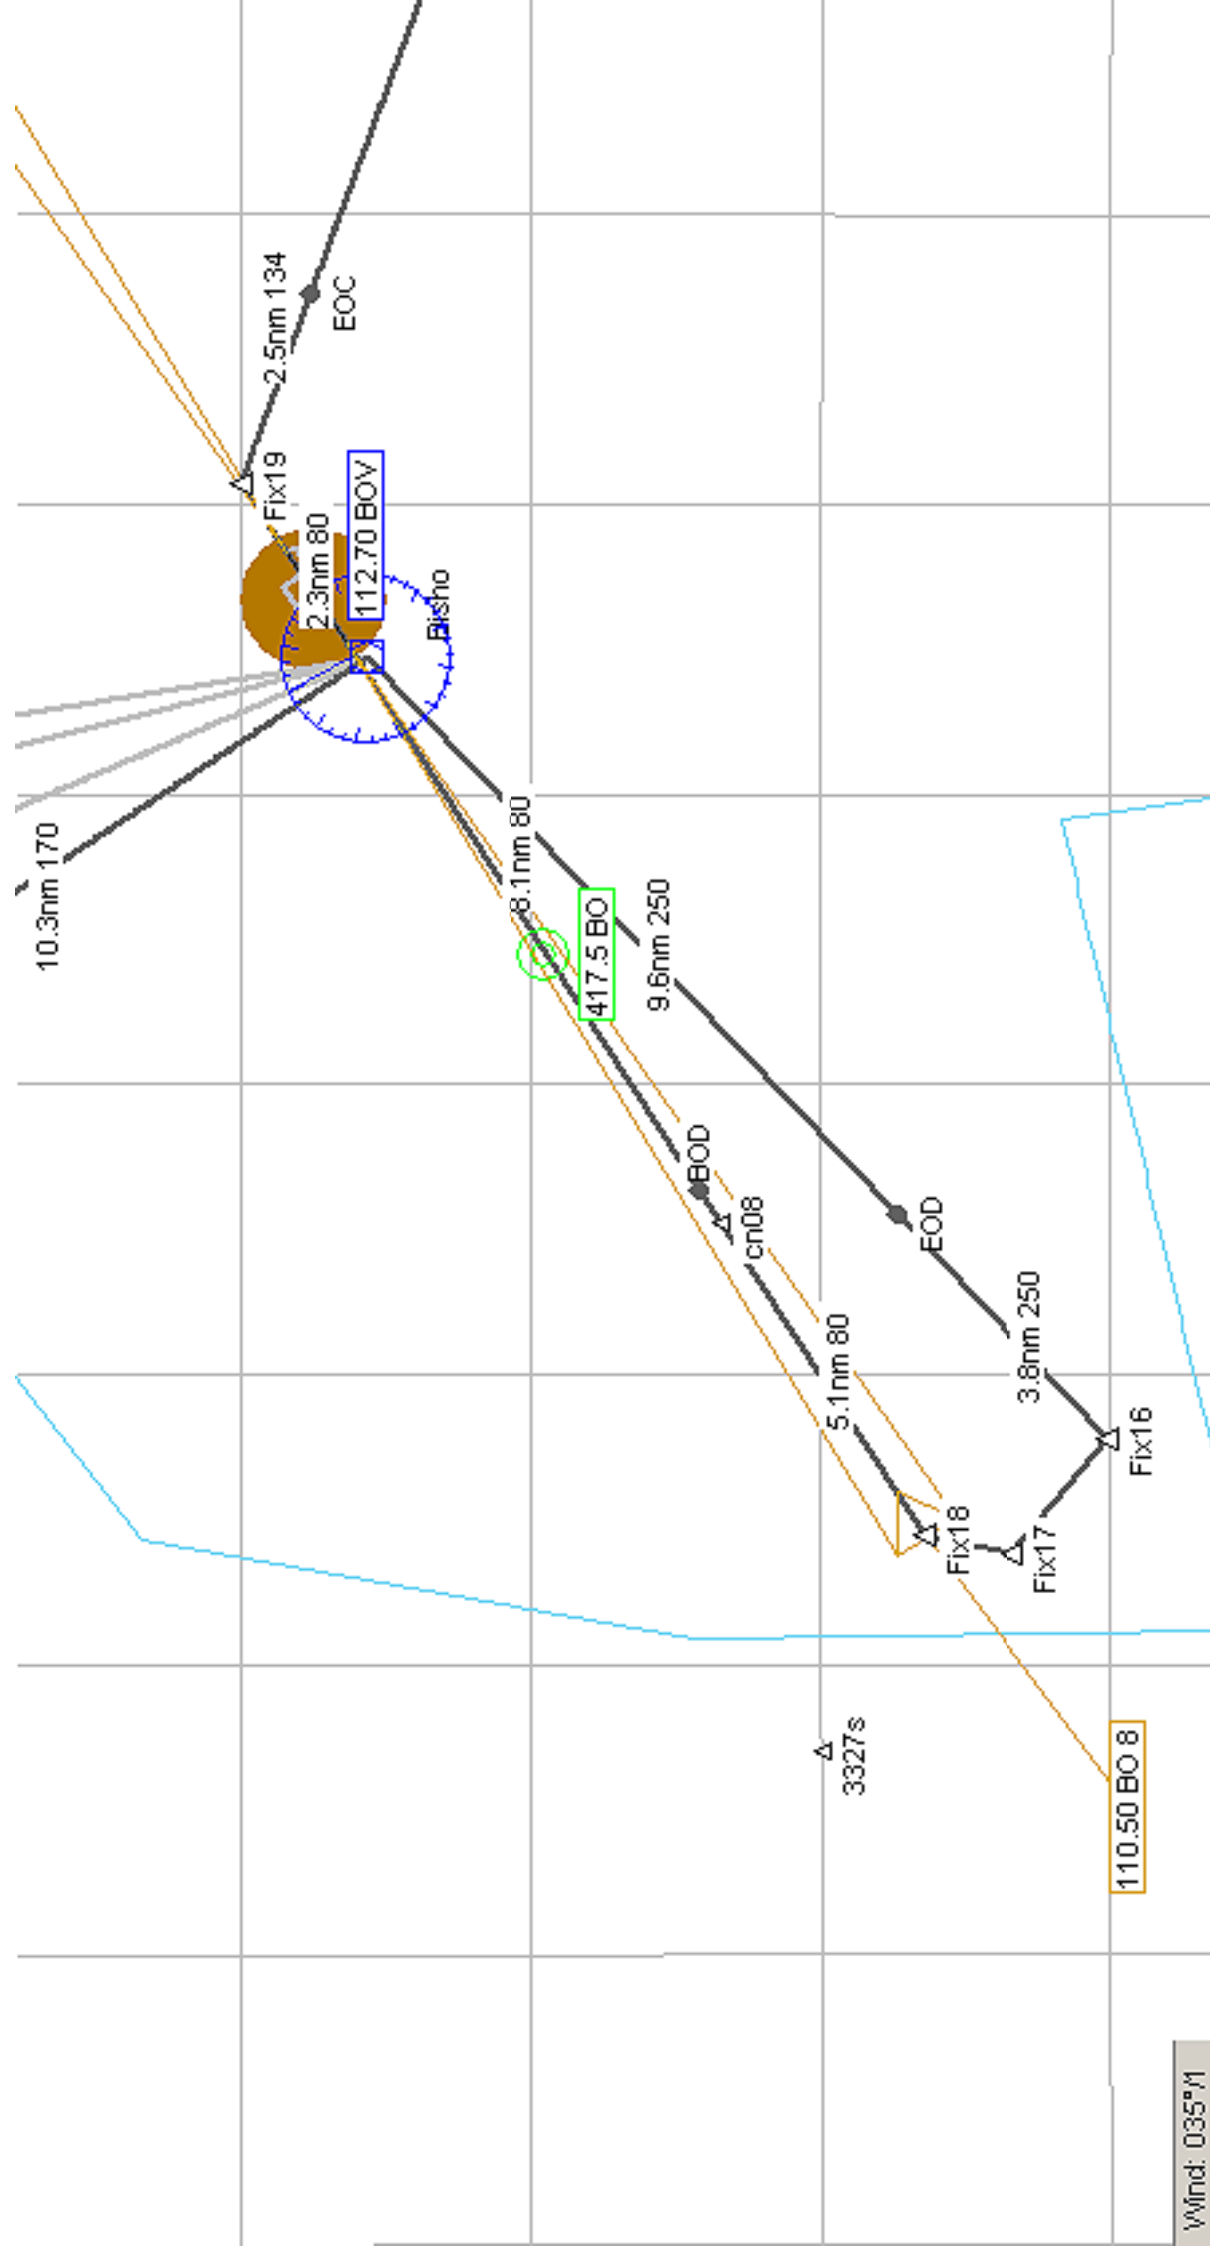 10.3nm 170
2.5nm 134
EOC
Fix19
2.3nm 80
112.70 BOV
Bisho
8.1nm 80
417.5 BO
9.6nm 250
BOD
cn08
EOD
5.1nm 80
3.8nm 250
Fix16
Fix18
Fix17
3327s
110.50 BO 8
Wind: 035°/1